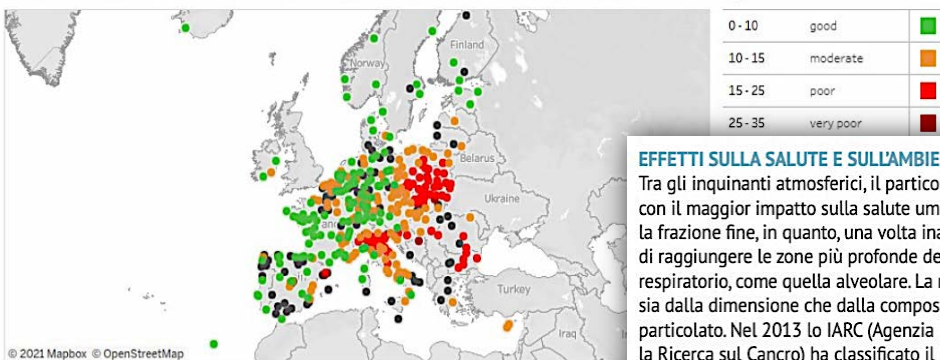 Finland
Norway
Belarus
Ukraine
Turkey
Iraq
© 2021 Mapbox © OpenStreetMap
0 - 10 good
10 - 15 moderate
15 - 25 poor
25 - 35 very poor
EFFETTI SULLA SALUTE E SULL'AMBIE
Tra gli inquinanti atmosferici, il partico
con il maggior impatto sulla salute um
la frazione fine, in quanto, una volta ina
di raggiungere le zone più profonde de
respiratorio, come quella alveolare. La
sia dalla dimensione che dalla compos
particolato. Nel 2013 lo IARC (Agenzia
la Ricerca sul Cancro) ha classificato il